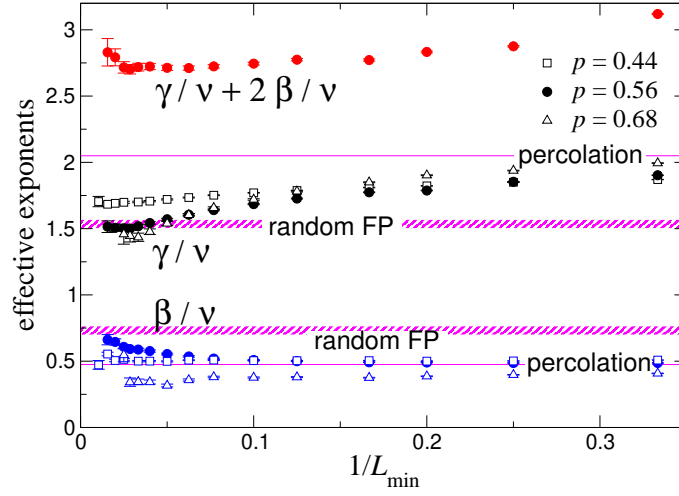 3
2.5
2
1.5
1
0.5
0
effective exponents
γ / ν + 2 β / ν
p = 0.44
p = 0.56
p = 0.68
percolation
random FP
γ / ν
β / ν
random FP
percolation
0
0.1
0.2
0.3
1/L_min